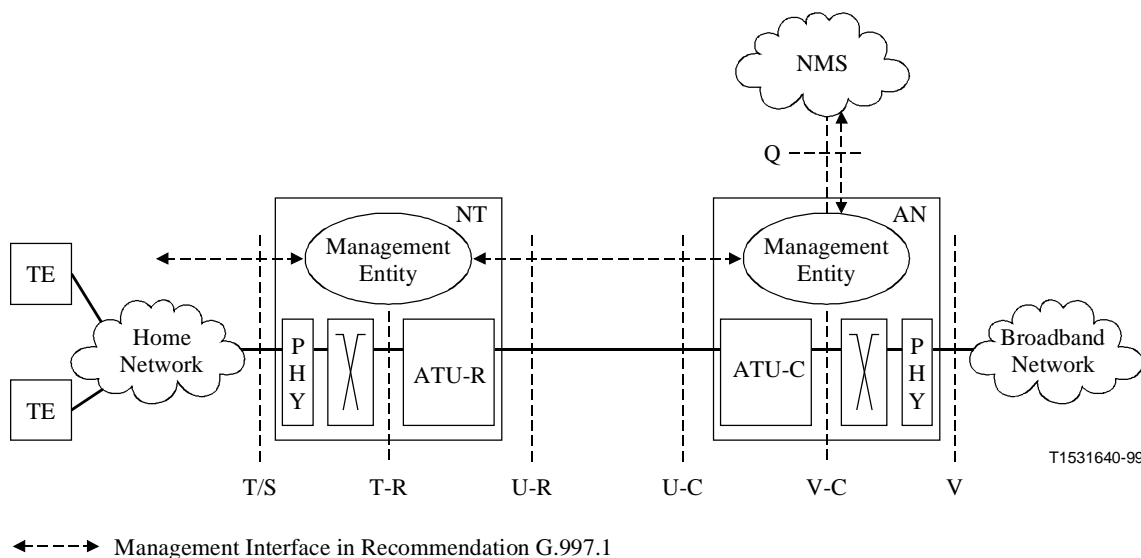 NMS
Q
NT
AN
Management
Entity
Management
Entity
TE
TE
Home
Network
P
H
Y
ATU-R
ATU-C
P
H
Y
Broadband
Network
T1531640-99
T/S
T-R
U-R
U-C
V-C
V
Management Interface in Recommendation G.997.1